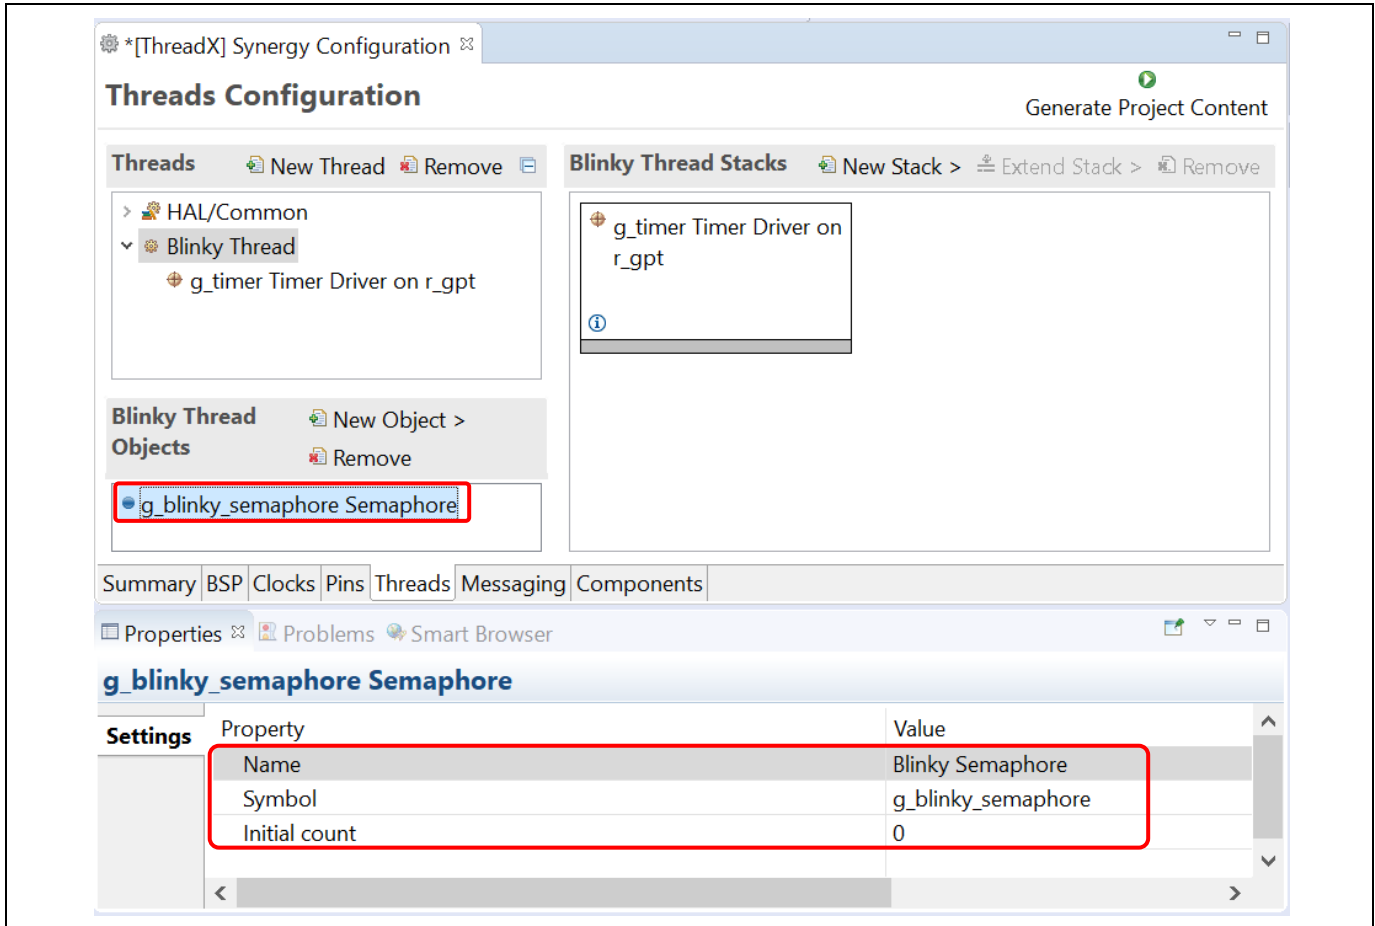 *[ThreadX] Synergy Configuration
Threads Configuration
Generate Project Content
Threads New Thread Remove
Blinky Thread Stacks New Stack > Extend Stack > Remove
HAL/Common
Blinky Thread
g_timer Timer Driver on r_gpt
g_timer Timer Driver on
r_gpt
Blinky Thread
Objects
New Object >
Remove
g_blinky_semaphore Semaphore
Summary BSP Clocks Pins Threads Messaging Components
Properties Problems Smart Browser
g_blinky_semaphore Semaphore
Settings
Property Value
Name Blinky Semaphore
Symbol g_blinky_semaphore
Initial count 0